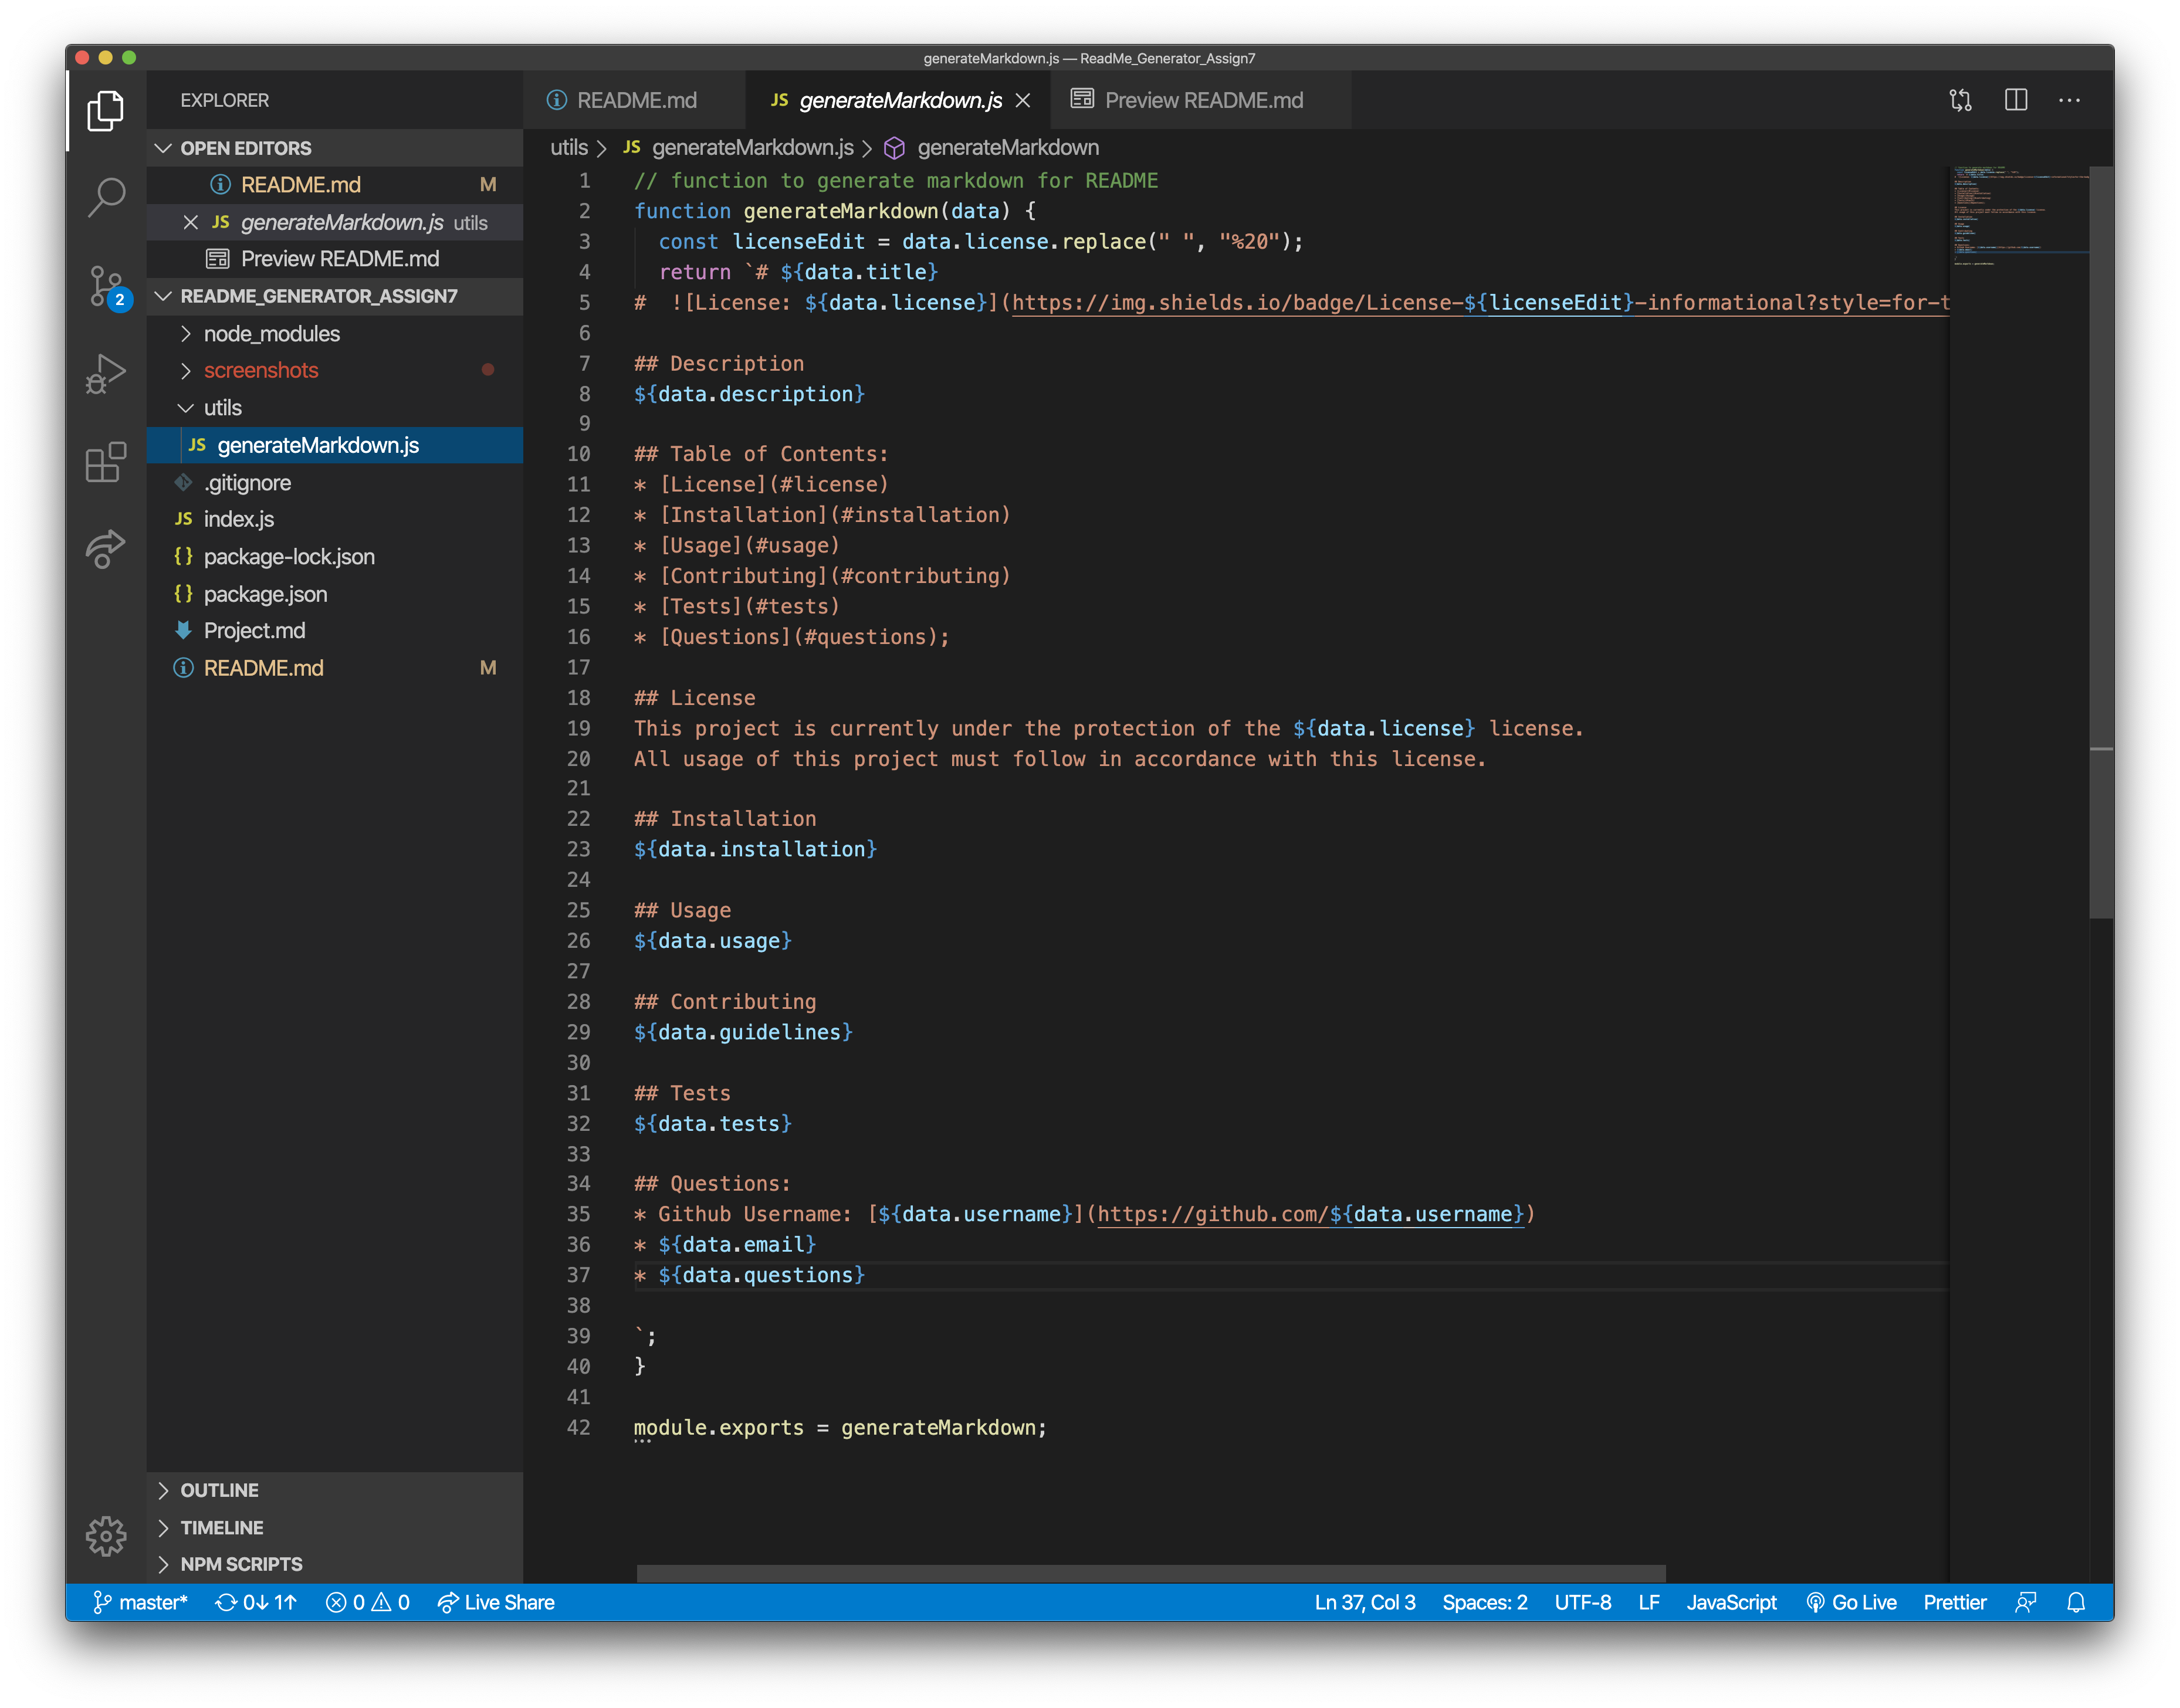 generateMarkdown.js — ReadMe_Generator_Assign7
EXPLORER
OPEN EDITORS
README.md M
JS generateMarkdown.js utils
Preview README.md
README_GENERATOR_ASSIGN7
node_modules
screenshots
utils
JS generateMarkdown.js
.gitignore
JS index.js
{} package-lock.json
{} package.json
Project.md
README.md M
OUTLINE
TIMELINE
NPM SCRIPTS
2
README.md
JS generateMarkdown.js
Preview README.md
utils > JS generateMarkdown.js > generateMarkdown
1 // function to generate markdown for README
2 function generateMarkdown(data) {
3   const licenseEdit = data.license.replace(" ", "%20");
4   return `# ${data.title}
5 #  ![License: ${data.license}](https://img.shields.io/badge/License-${licenseEdit}-informational?style=for-t
6
7 ## Description
8 ${data.description}
9
10 ## Table of Contents:
11 * [License](#license)
12 * [Installation](#installation)
13 * [Usage](#usage)
14 * [Contributing](#contributing)
15 * [Tests](#tests)
16 * [Questions](#questions);
17
18 ## License
19 This project is currently under the protection of the ${data.license} license.
20 All usage of this project must follow in accordance with this license.
21
22 ## Installation
23 ${data.installation}
24
25 ## Usage
26 ${data.usage}
27
28 ## Contributing
29 ${data.guidelines}
30
31 ## Tests
32 ${data.tests}
33
34 ## Questions:
35 * Github Username: [${data.username}](https://github.com/${data.username})
36 * ${data.email}
37 * ${data.questions}
38
39 `;
40 }
41
42 module.exports = generateMarkdown;
master* 0↓ 1↑ 0 0 Live Share Ln 37, Col 3 Spaces: 2 UTF-8 LF JavaScript Go Live Prettier